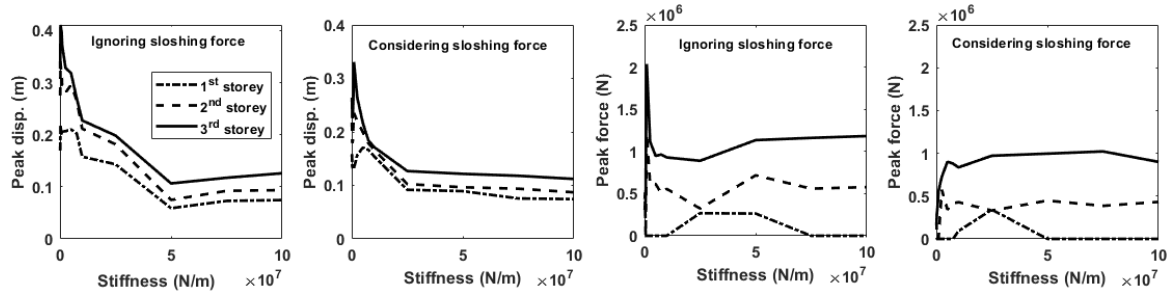 0.4
0.3
0.2
0.1
0
Peak disp. (m)
Ignoring sloshing force
1st storey
2nd storey
3rd storey
0 5 10
Stiffness (N/m) ×10^7
0.4
0.3
0.2
0.1
0
Peak disp. (m)
Considering sloshing force
0 5 10
Stiffness (N/m) ×10^7
×10^6
2.5
2
1.5
1
0.5
0
Peak force (N)
Ignoring sloshing force
0 5 10
Stiffness (N/m) ×10^7
×10^6
2.5
2
1.5
1
0.5
0
Peak force (N)
Considering sloshing force
0 5 10
Stiffness (N/m) ×10^7